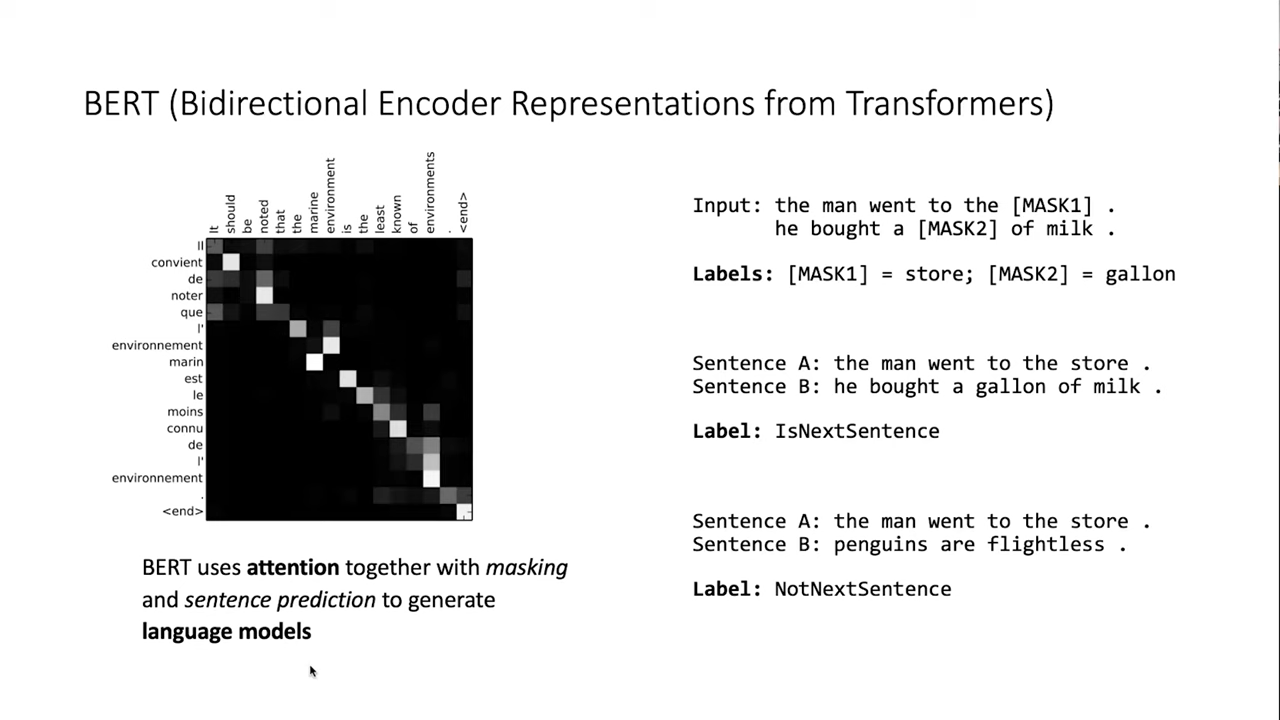 BERT (Bidirectional Encoder Representations from Transformers)
It should be noted that the marine environment is the least known of environments . <end>
Il
convient
de
noter
que
l'
environnement
marin
est
le
moins
connu
de
l'
environnement
.
<end>
BERT uses attention together with masking
and sentence prediction to generate
language models
Input: the man went to the [MASK1] .
he bought a [MASK2] of milk .
Labels: [MASK1] = store; [MASK2] = gallon
Sentence A: the man went to the store .
Sentence B: he bought a gallon of milk .
Label: IsNextSentence
Sentence A: the man went to the store .
Sentence B: penguins are flightless .
Label: NotNextSentence